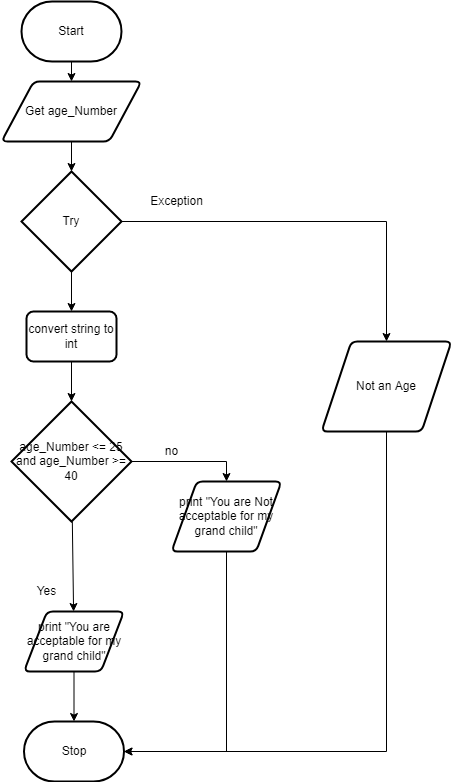 Start
Get age_Number
Exception
Try
convert string to
int
Not an Age
age_Number <= 25
and age_Number >=
40
no
print "You are Not
acceptable for my
grand child"
Yes
print "You are
acceptable for my
grand child"
Stop